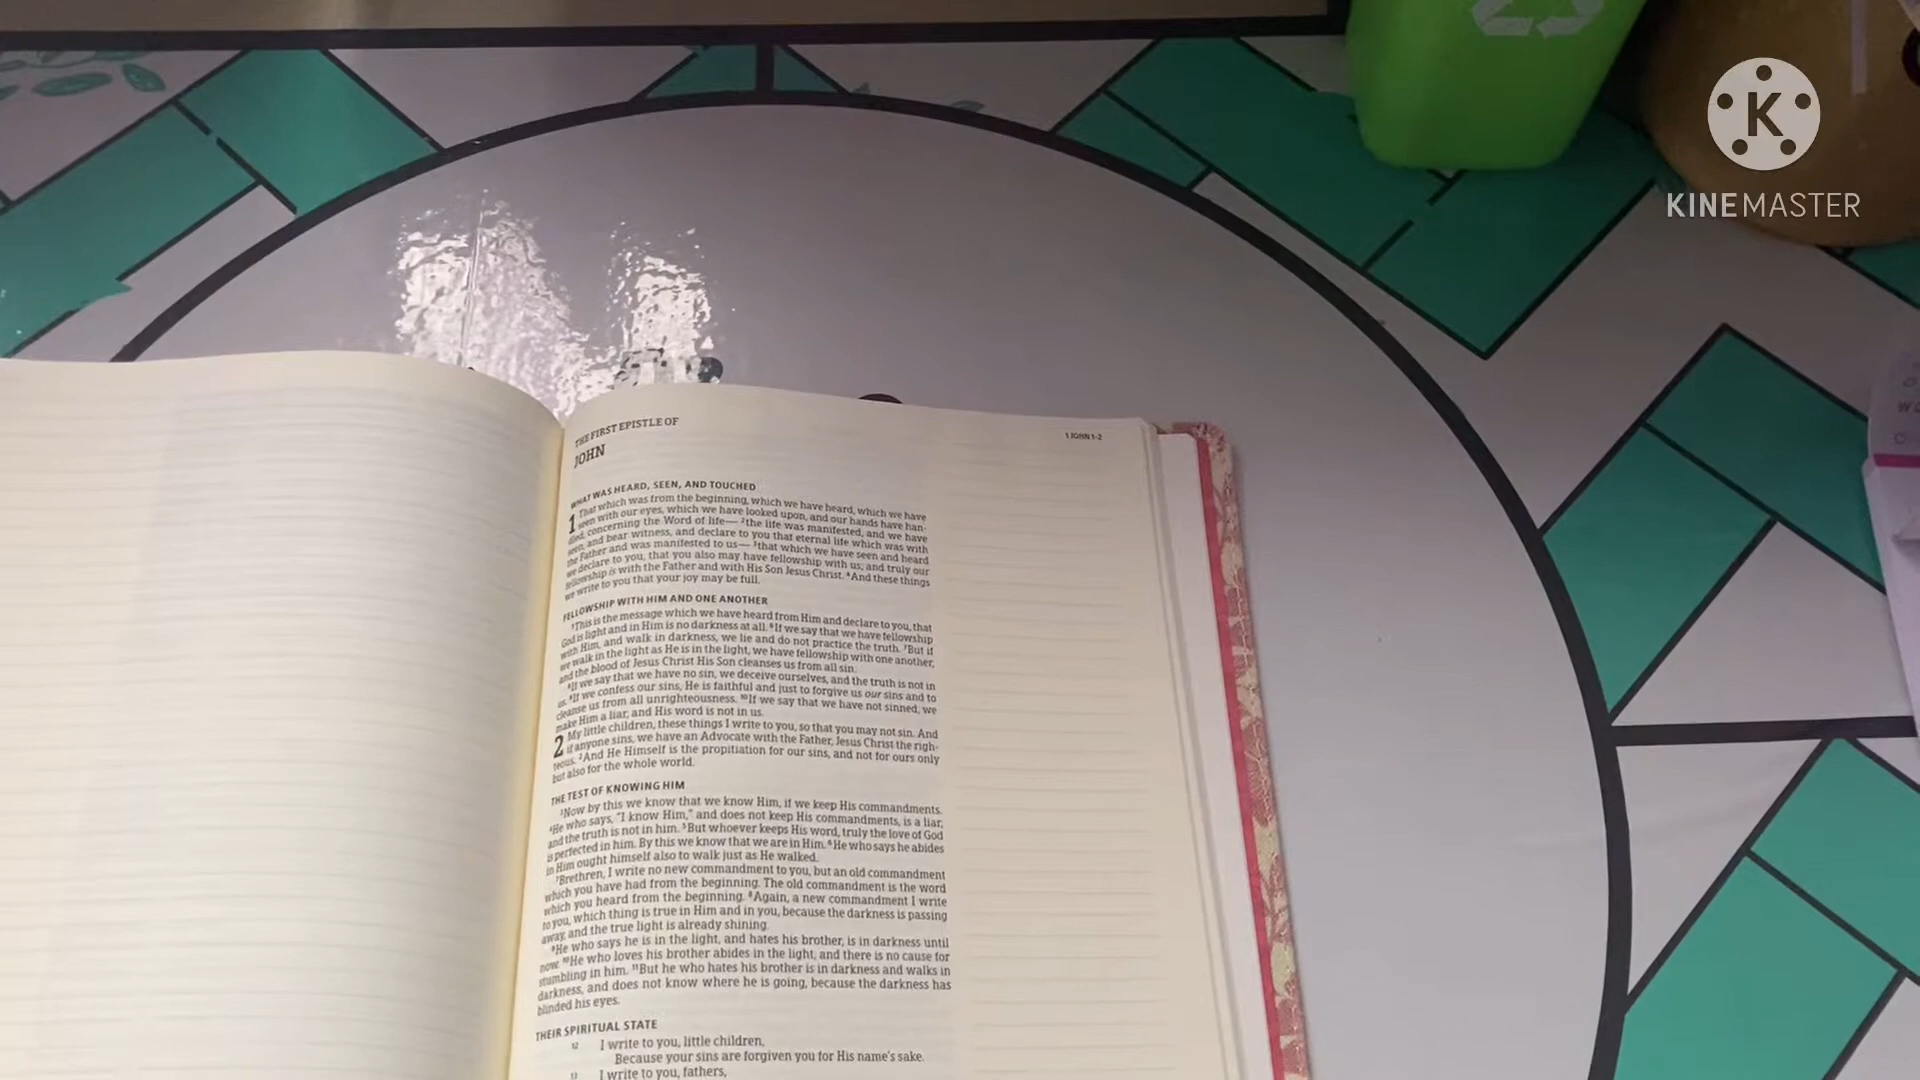 K
KINEMASTER
THE FIRST EPISTLE OF
JOHN
1 JOHN 1-2
WHAT WAS HEARD, SEEN, AND TOUCHED
1 That which was from the beginning, which we have heard, which we have
seen with our eyes, which we have looked upon, and our hands have han-
dled, concerning the Word of life— 2the life was manifested, and we have
seen, and bear witness, and declare to you that eternal life which was with
the Father and was manifested to us— 3that which we have seen and heard
we declare to you, that you also may have fellowship with us; and truly our
fellowship is with the Father and with His Son Jesus Christ. 4And these things
we write to you that your joy may be full.
FELLOWSHIP WITH HIM AND ONE ANOTHER
5This is the message which we have heard from Him and declare to you, that
God is light and in Him is no darkness at all. 6If we say that we have fellowship
with Him, and walk in darkness, we lie and do not practice the truth. 7But if
we walk in the light as He is in the light, we have fellowship with one another,
and the blood of Jesus Christ His Son cleanses us from all sin.
8If we say that we have no sin, we deceive ourselves, and the truth is not in
us. 9If we confess our sins, He is faithful and just to forgive us our sins and to
cleanse us from all unrighteousness. 10If we say that we have not sinned, we
make Him a liar, and His word is not in us.
2 My little children, these things I write to you, so that you may not sin. And
if anyone sins, we have an Advocate with the Father, Jesus Christ the righ-
teous. 2And He Himself is the propitiation for our sins, and not for ours only
but also for the whole world.
THE TEST OF KNOWING HIM
3Now by this we know that we know Him, if we keep His commandments.
4He who says, "I know Him," and does not keep His commandments, is a liar,
and the truth is not in him. 5But whoever keeps His word, truly the love of God
is perfected in him. By this we know that we are in Him. 6He who says he abides
in Him ought himself also to walk just as He walked.
7Brethren, I write no new commandment to you, but an old commandment
which you have had from the beginning. The old commandment is the word
which you heard from the beginning. 8Again, a new commandment I write
to you, which thing is true in Him and in you, because the darkness is passing
away, and the true light is already shining.
9He who says he is in the light, and hates his brother, is in darkness until
now. 10He who loves his brother abides in the light, and there is no cause for
stumbling in him. 11But he who hates his brother is in darkness and walks in
darkness, and does not know where he is going, because the darkness has
blinded his eyes.
THEIR SPIRITUAL STATE
12 I write to you, little children,
Because your sins are forgiven you for His name's sake.
13 I write to you, fathers,